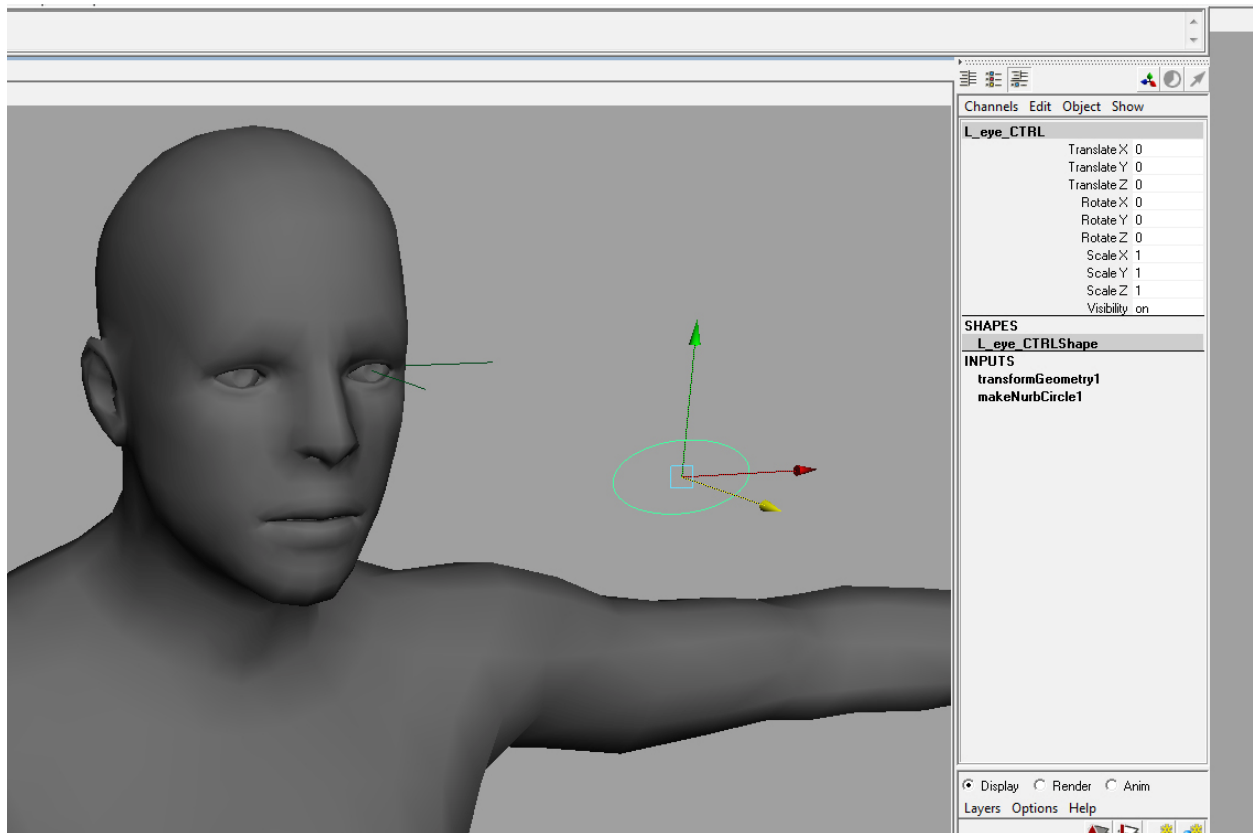 Channels Edit Object Show
L_eye_CTRL
Translate X 0
Translate Y 0
Translate Z 0
Rotate X 0
Rotate Y 0
Rotate Z 0
Scale X 1
Scale Y 1
Scale Z 1
Visibility on
SHAPES
L_eye_CTRLShape
INPUTS
transformGeometry1
makeNurbCircle1
Display Render Anim
Layers Options Help